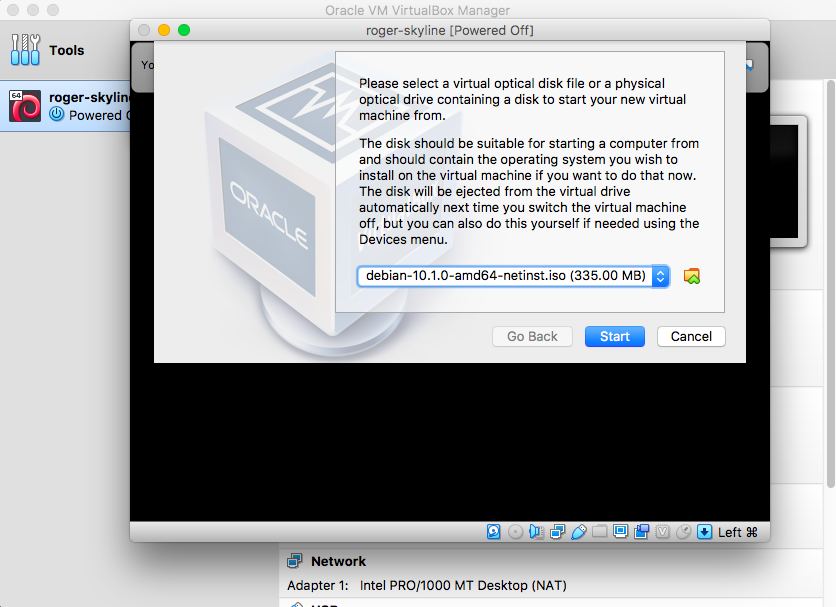 Oracle VM VirtualBox Manager
roger-skyline [Powered Off]
Tools
Yo
64
roger-skyline
Powered O
ORACLE
Please select a virtual optical disk file or a physical
optical drive containing a disk to start your new virtual
machine from.
The disk should be suitable for starting a computer from
and should contain the operating system you wish to
install on the virtual machine if you want to do that now.
The disk will be ejected from the virtual drive
automatically next time you switch the virtual machine
off, but you can also do this yourself if needed using the
Devices menu.
debian-10.1.0-amd64-netinst.iso (335.00 MB)
Go Back
Start
Cancel
Left ⌘
Network
Adapter 1: Intel PRO/1000 MT Desktop (NAT)